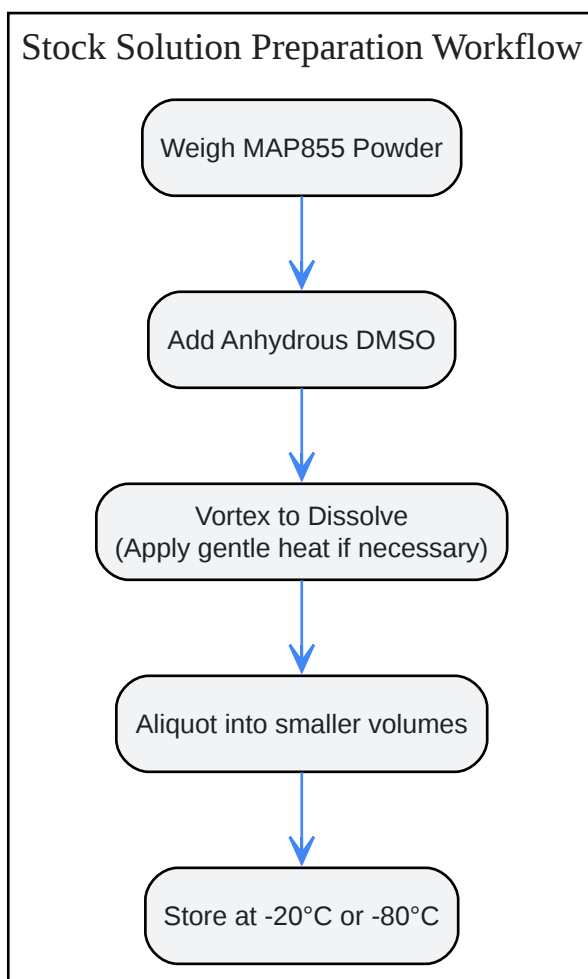 Stock Solution Preparation Workflow
Weigh MAP855 Powder
Add Anhydrous DMSO
Vortex to Dissolve
(Apply gentle heat if necessary)
Aliquot into smaller volumes
Store at -20°C or -80°C